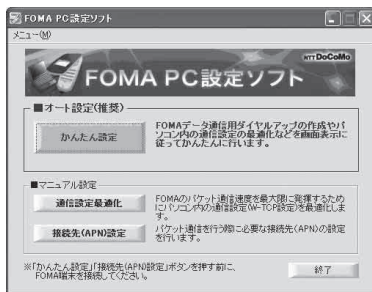 FOMA PC設定ソフト
メニュー(M)
NTT DoCoMo
FOMA PC設定ソフト
■オート設定(推奨)
かんたん設定
FOMAデータ通信用ダイヤルアップの作成やパ
ソコン内の通信設定の最適化などを画面表示に
従ってかんたんに行います。
■マニュアル設定
通信設定最適化
FOMAのパケット通信速度を最大限に発揮するため
にパソコン内の通信設定(W-TCP設定)を最適化しま
す。
接続先(APN)設定
パケット通信を行う際に必要な接続先(APN)の設定
を行います。
※「かんたん設定」「接続先(APN)設定」ボタンを押す前に、
FOMA端末を接続してください。
終了